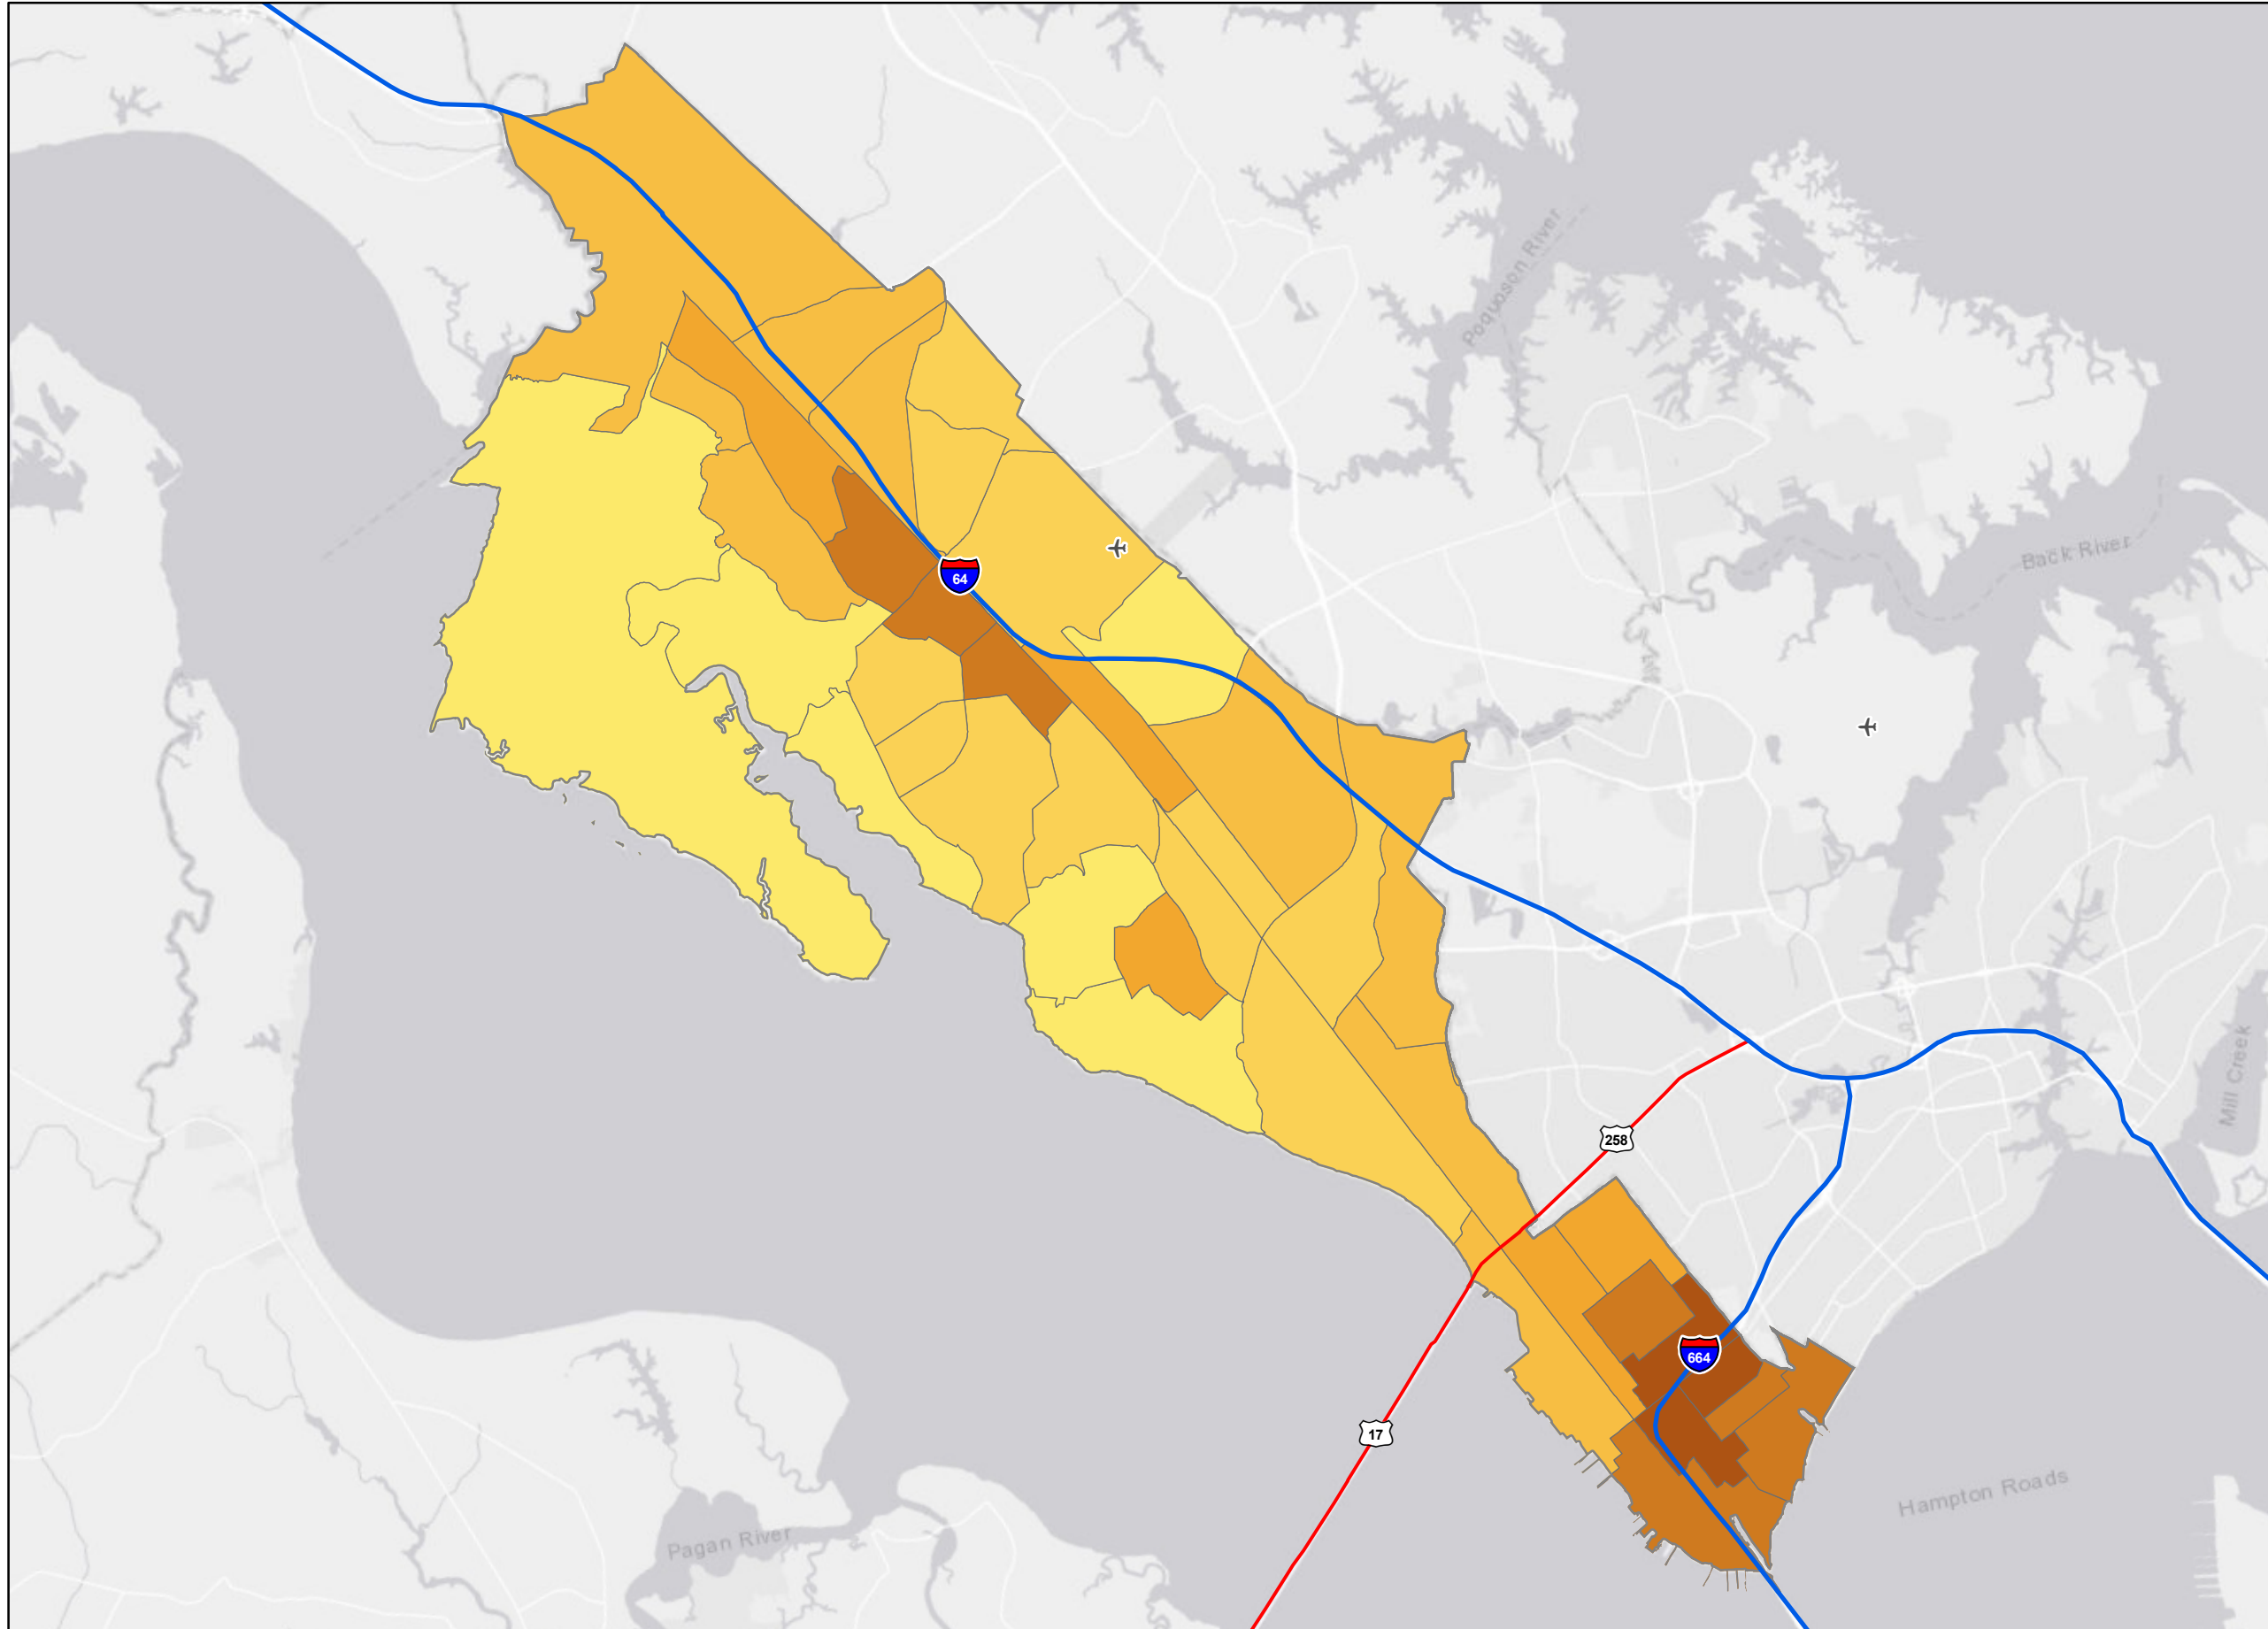 Poquoson River
Back River
64
Mill Creek
258
664
17
Hampton Roads
Pagan River